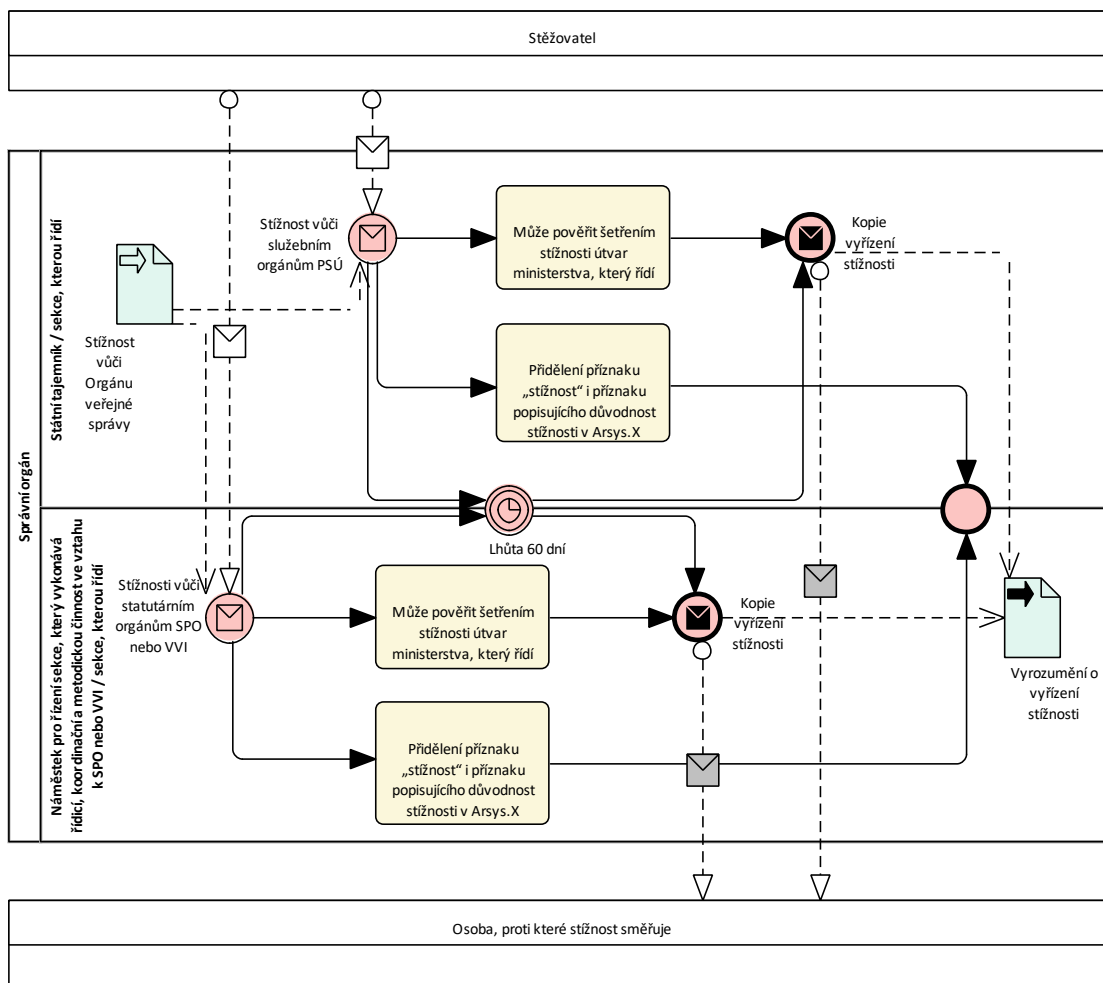 Stěžovatel
Správní orgán
Státní tajemník / sekce, kterou řídí
Stížnost vůči
služebním
orgánům PSÚ
Může pověřit šetřením
stížnosti útvar
ministerstva, který řídí
Kopie
vyřízení
stížnosti
Stížnost
vůči
Orgánu
veřejné
správy
Přidělení příznaku
„stížnost“ i příznaku
popisujícího důvodnost
stížnosti v Arsys.X
Lhůta 60 dní
Náměstek pro řízení sekce, který vykonává
řídicí, koordinační a metodickou činnost ve vztahu
k SPO nebo VVI / sekce, kterou řídí
Stížnosti vůči
statutárním
orgánům SPO
nebo VVI
Může pověřit šetřením
stížnosti útvar
ministerstva, který řídí
Kopie
vyřízení
stížnosti
Vyrozumění o
vyřízení
stížnosti
Přidělení příznaku
„stížnost“ i příznaku
popisujícího důvodnost
stížnosti v Arsys.X
Osoba, proti které stížnost směřuje